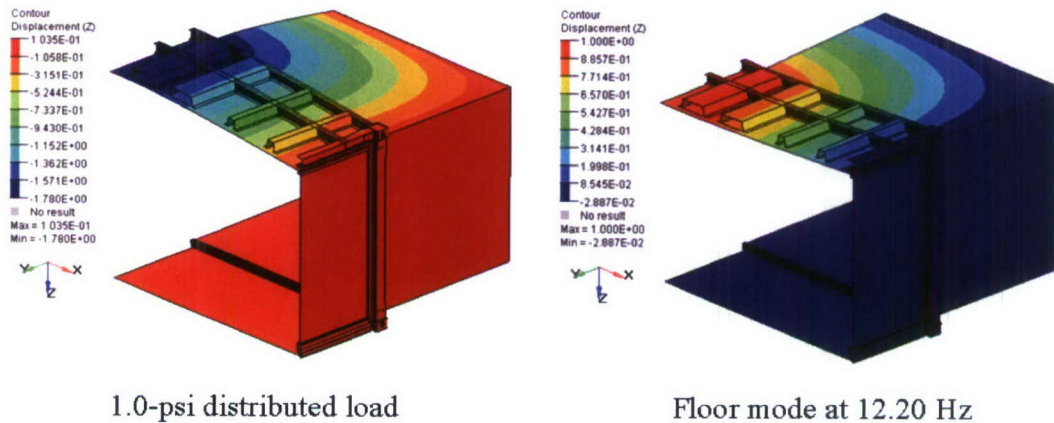 Contour
Displacement (Z)
1.035E-01
-1.058E-01
-3.151E-01
-5.244E-01
-7.337E-01
-9.430E-01
-1.152E+00
-1.362E+00
-1.571E+00
-1.780E+00
No result
Max = 1.035E-01
Min = -1.780E+00
Y
X
Z
1.0-psi distributed load
Contour
Displacement (Z)
1.000E+00
8.857E-01
7.714E-01
6.570E-01
5.427E-01
4.284E-01
3.141E-01
1.998E-01
8.545E-02
-2.887E-02
No result
Max = 1.000E+00
Min = -2.887E-02
Y
X
Z
Floor mode at 12.20 Hz